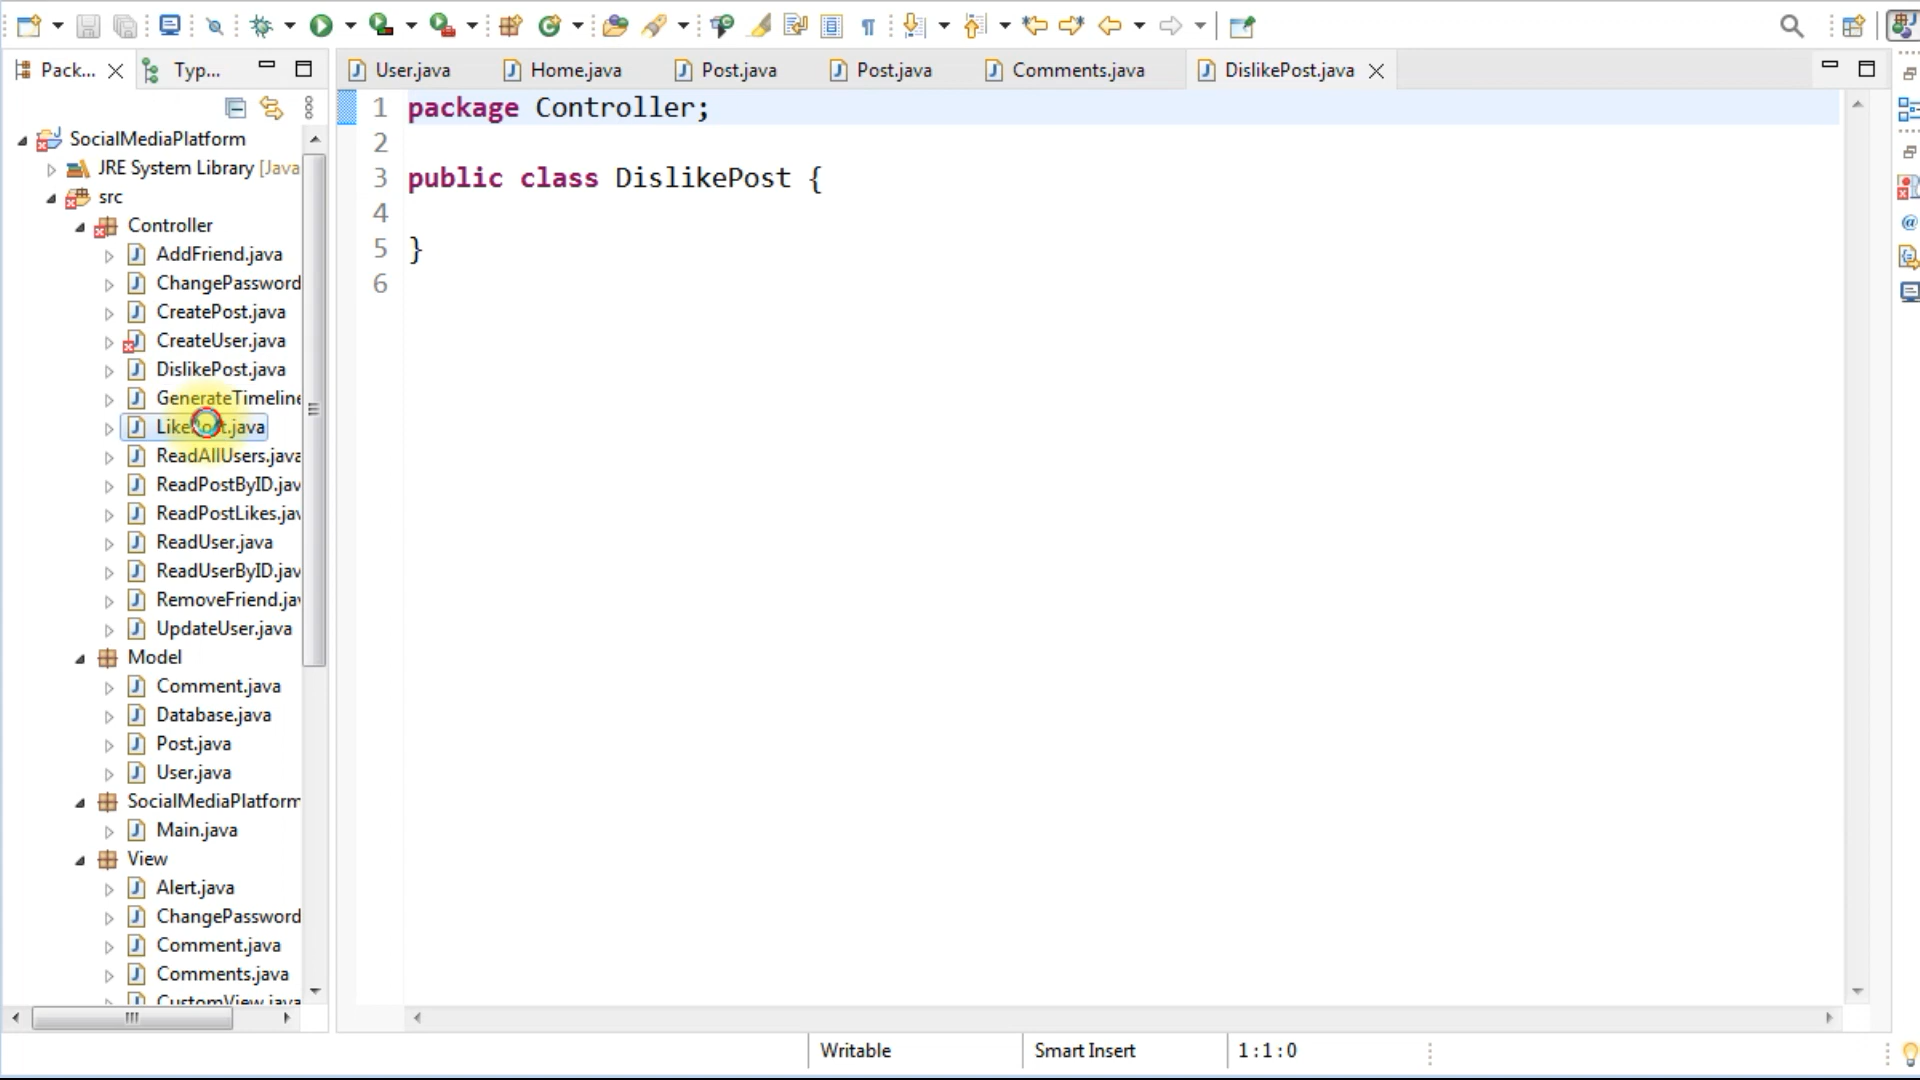 Pack...
Typ...
User.java
Home.java
Post.java
Post.java
Comments.java
DislikePost.java
SocialMediaPlatform
JRE System Library [Java
src
Controller
AddFriend.java
ChangePassword
CreatePost.java
CreateUser.java
DislikePost.java
GenerateTimeline
LikePost.java
ReadAllUsers.java
ReadPostByID.jav
ReadPostLikes.jav
ReadUser.java
ReadUserByID.jav
RemoveFriend.jav
UpdateUser.java
Model
Comment.java
Database.java
Post.java
User.java
SocialMediaPlatform
Main.java
View
Alert.java
ChangePassword
Comment.java
Comments.java
CustomView.java
1 package Controller;
2
3 public class DislikePost {
4
5 }
6
Writable
Smart Insert
1 : 1 : 0